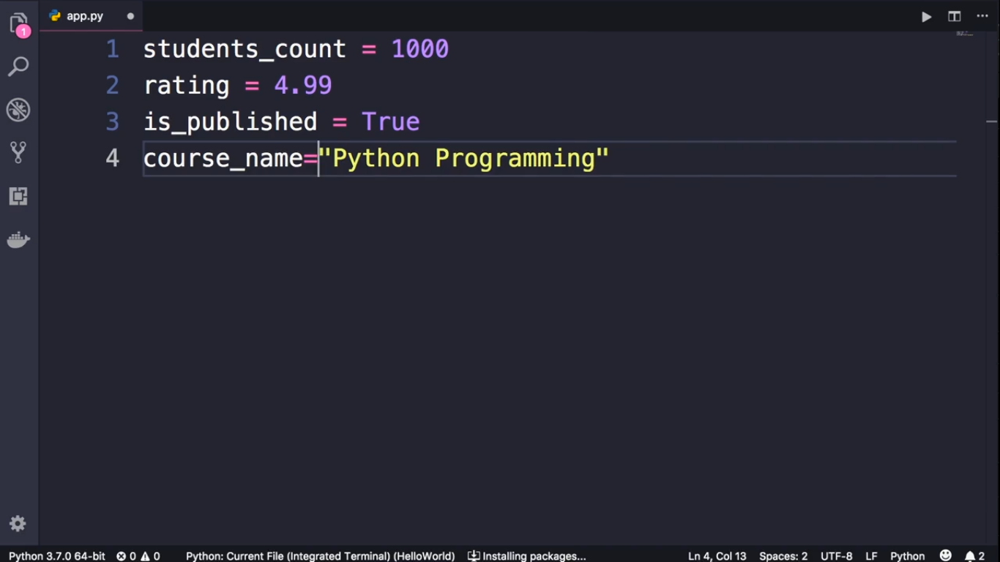 app.py
1
1 students_count = 1000
2 rating = 4.99
3 is_published = True
4 course_name="Python Programming"
Python 3.7.0 64-bit 0 0 Python: Current File (Integrated Terminal) (HelloWorld) Installing packages... Ln 4, Col 13 Spaces: 2 UTF-8 LF Python 2